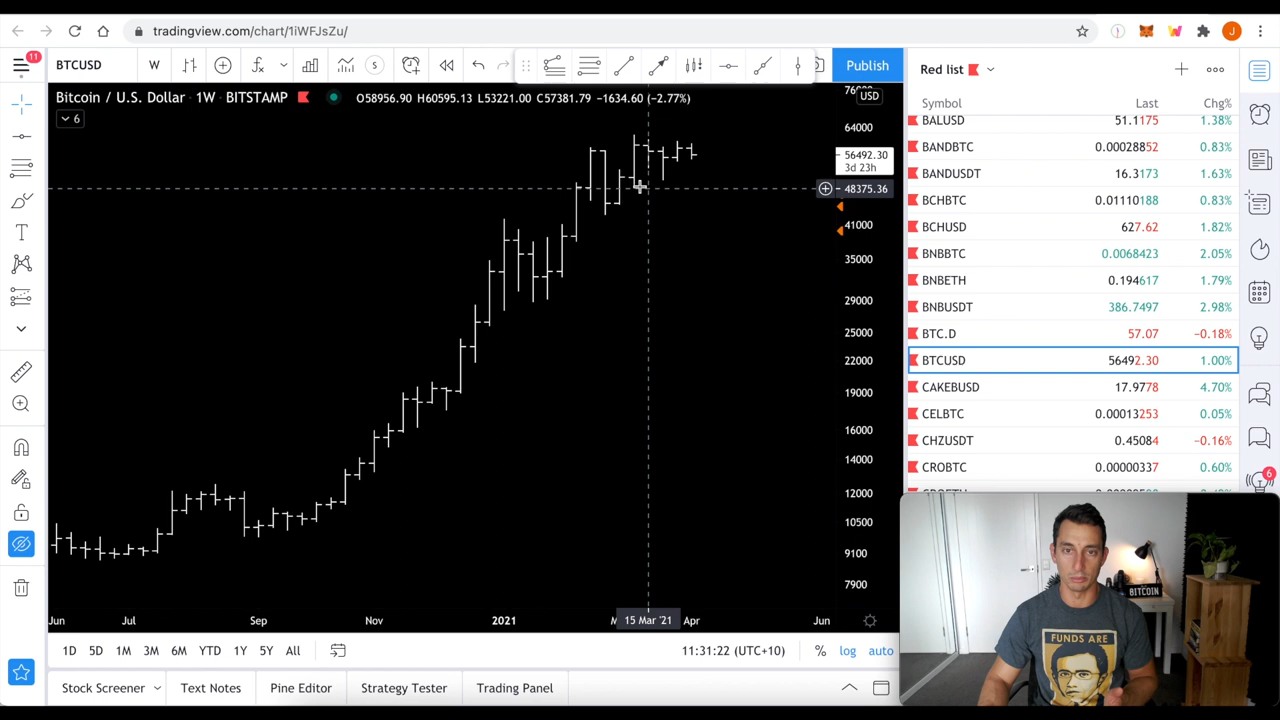 tradingview.com/chart/1iWFJsZu/
J
11
BTCUSD W S Publish
Bitcoin / U.S. Dollar · 1W · BITSTAMP O58956.90 H60595.13 L53221.00 C57381.79 −1634.60 (−2.77%)
6
USD
76000
64000
56492.30
3d 23h
48375.36
41000
35000
29000
25000
22000
19000
16000
14000
12000
10500
9100
7900
Jun Jul Sep Nov 2021 15 Mar '21 Apr Jun
1D 5D 1M 3M 6M YTD 1Y 5Y All 11:31:22 (UTC+10) % log auto
Stock Screener Text Notes Pine Editor Strategy Tester Trading Panel
Red list
Symbol Last Chg%
BALUSD 51.1175 1.38%
BANDBTC 0.00028852 0.83%
BANDUSDT 16.3173 1.63%
BCHBTC 0.01110188 0.83%
BCHUSD 627.62 1.82%
BNBBTC 0.0068423 2.05%
BNBETH 0.194617 1.79%
BNBUSDT 386.7497 2.98%
BTC.D 57.07 −0.18%
BTCUSD 56492.30 1.00%
CAKEBUSD 17.9778 4.70%
CELBTC 0.00013253 0.05%
CHZUSDT 0.45084 −0.16%
CROBTC 0.00000337 0.60%
6
BITCOIN
FUNDS ARE